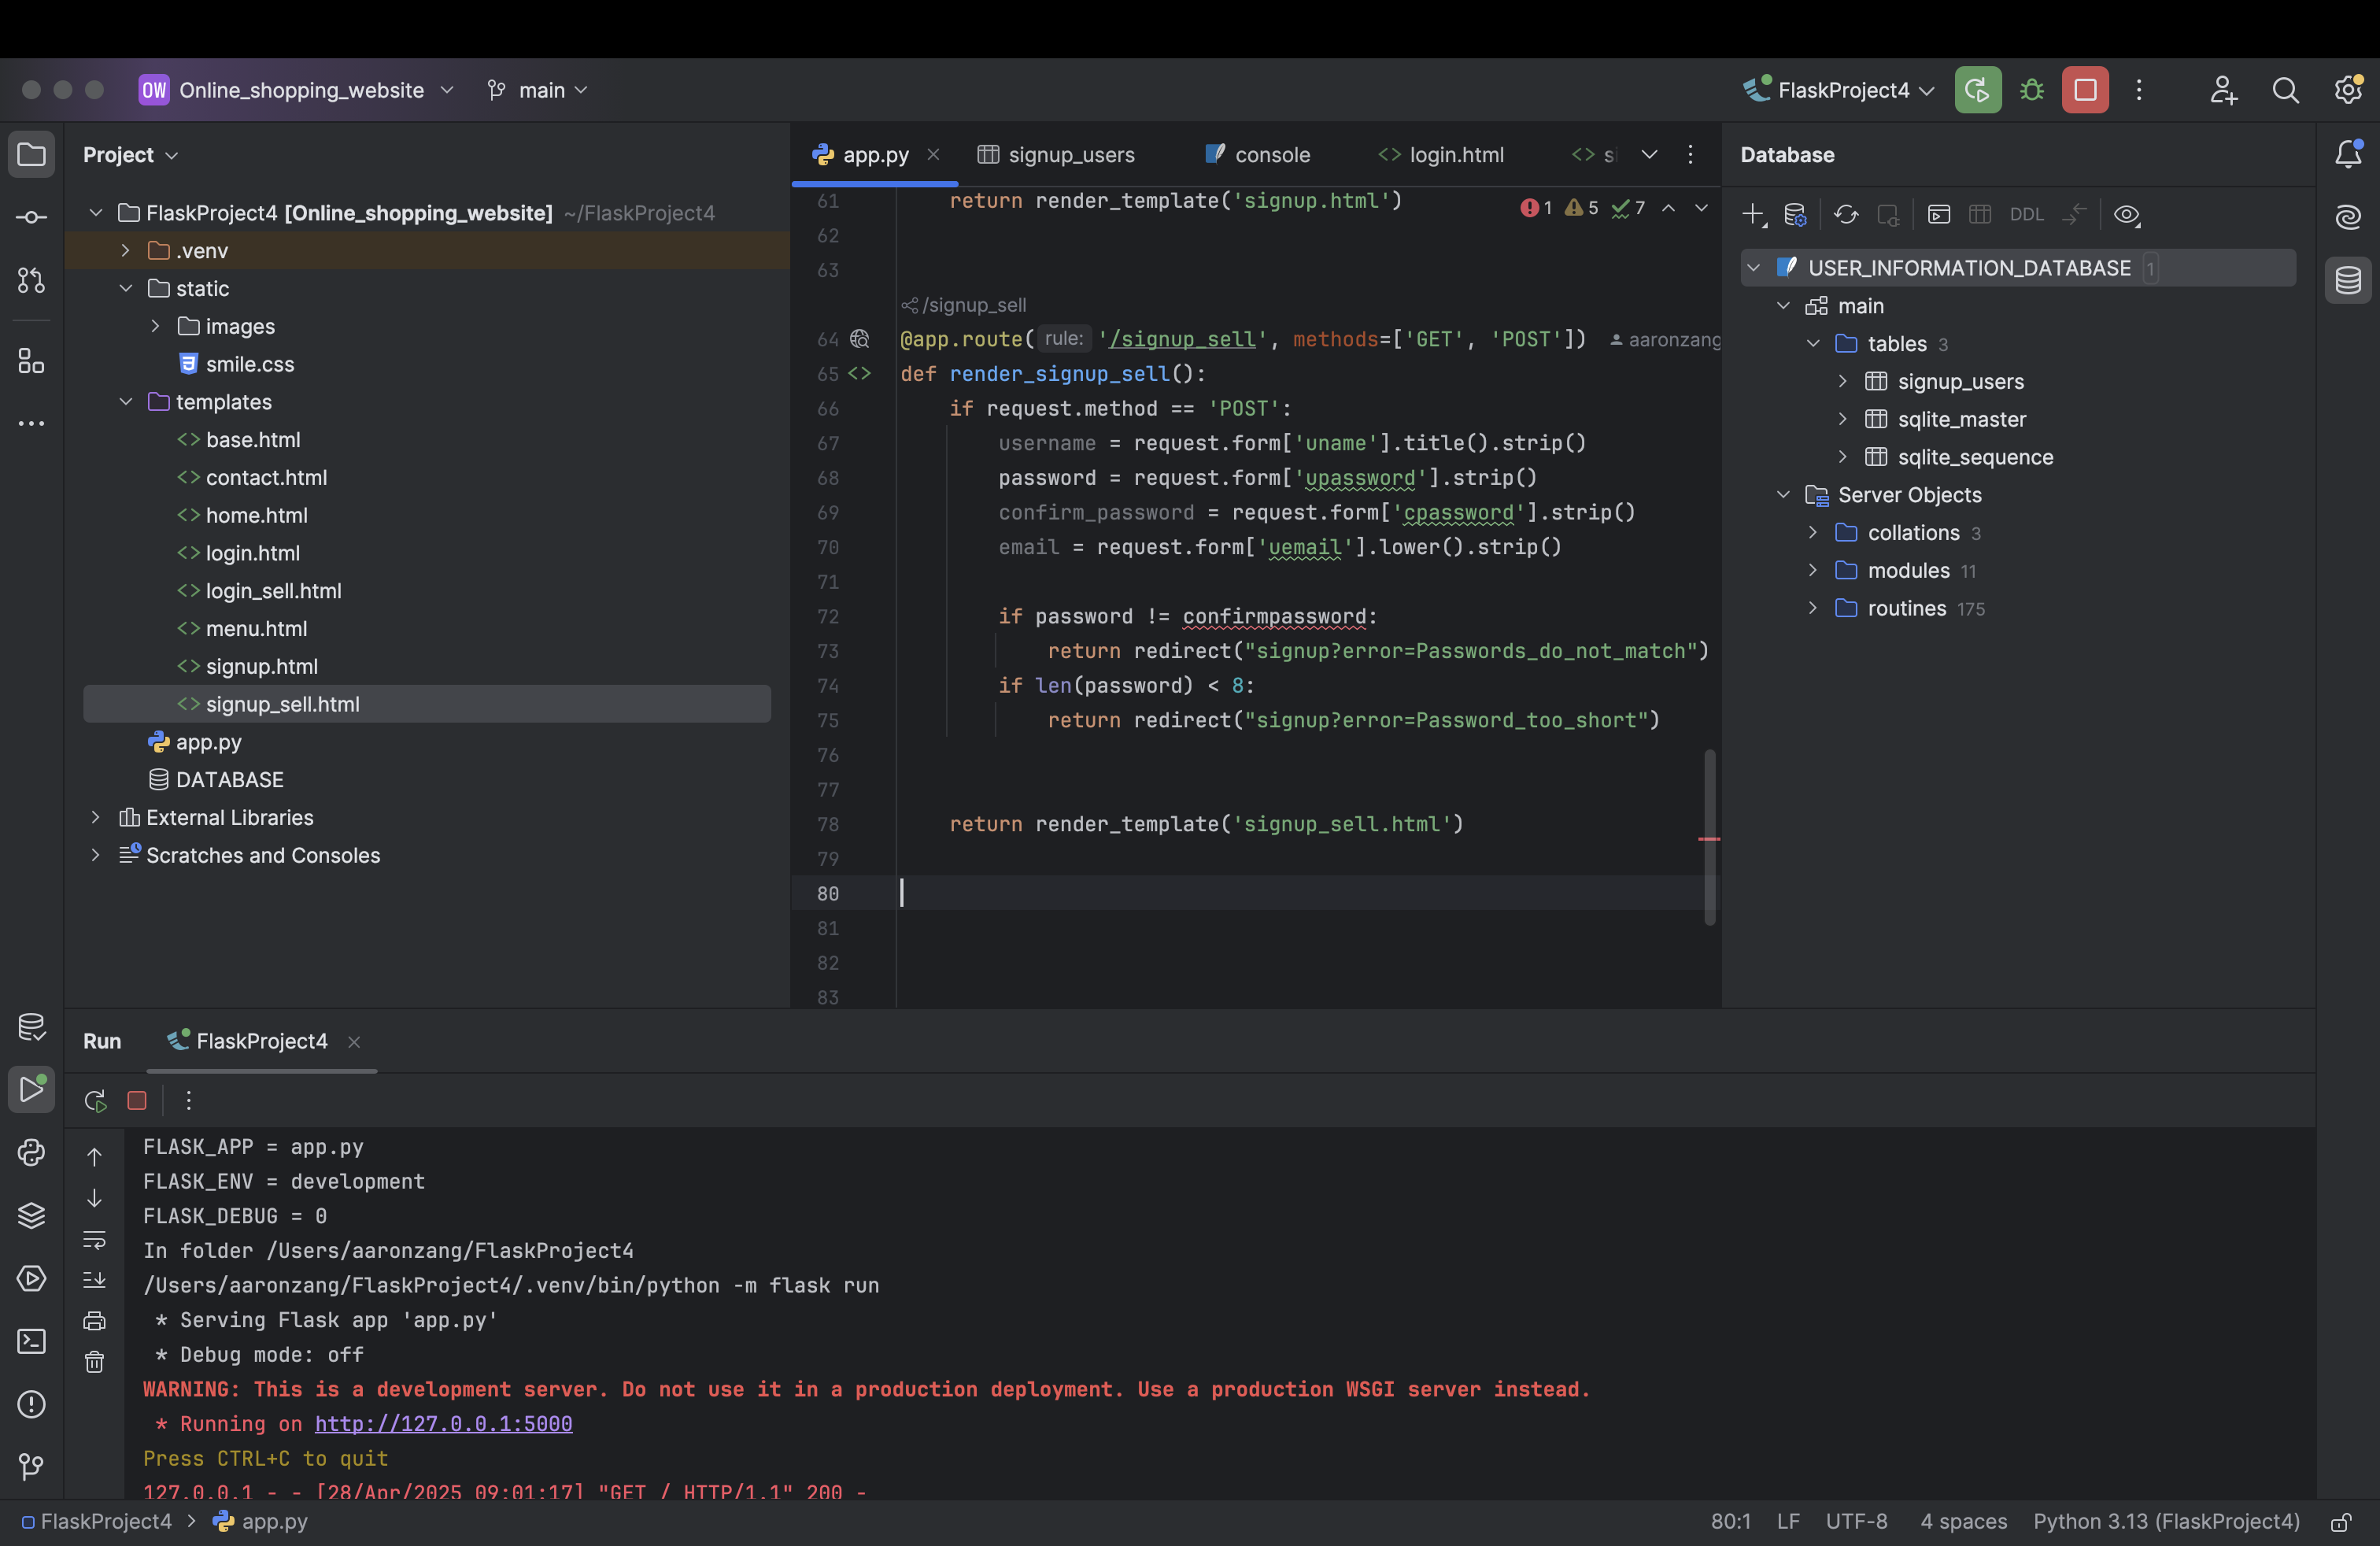 OW Online_shopping_website main FlaskProject4
Project
FlaskProject4 [Online_shopping_website] ~/FlaskProject4
.venv
static
images
smile.css
templates
base.html
contact.html
home.html
login.html
login_sell.html
menu.html
signup.html
signup_sell.html
app.py
DATABASE
External Libraries
Scratches and Consoles
app.py signup_users console login.html
61 return render_template('signup.html') 1 5 7
62
63
/signup_sell
64 @app.route( rule: '/signup_sell', methods=['GET', 'POST']) aaronzang
65 def render_signup_sell():
66 if request.method == 'POST':
67 username = request.form['uname'].title().strip()
68 password = request.form['upassword'].strip()
69 confirm_password = request.form['cpassword'].strip()
70 email = request.form['uemail'].lower().strip()
71
72 if password != confirmpassword:
73 return redirect("signup?error=Passwords_do_not_match")
74 if len(password) < 8:
75 return redirect("signup?error=Password_too_short")
76
77
78 return render_template('signup_sell.html')
79
80
81
82
83
Database
DDL
USER_INFORMATION_DATABASE 1
main
tables 3
signup_users
sqlite_master
sqlite_sequence
Server Objects
collations 3
modules 11
routines 175
Run FlaskProject4
FLASK_APP = app.py
FLASK_ENV = development
FLASK_DEBUG = 0
In folder /Users/aaronzang/FlaskProject4
/Users/aaronzang/FlaskProject4/.venv/bin/python -m flask run
* Serving Flask app 'app.py'
* Debug mode: off
WARNING: This is a development server. Do not use it in a production deployment. Use a production WSGI server instead.
* Running on http://127.0.0.1:5000
Press CTRL+C to quit
127.0.0.1 - - [28/Apr/2025 09:01:17] "GET / HTTP/1.1" 200 -
FlaskProject4 > app.py 80:1 LF UTF-8 4 spaces Python 3.13 (FlaskProject4)